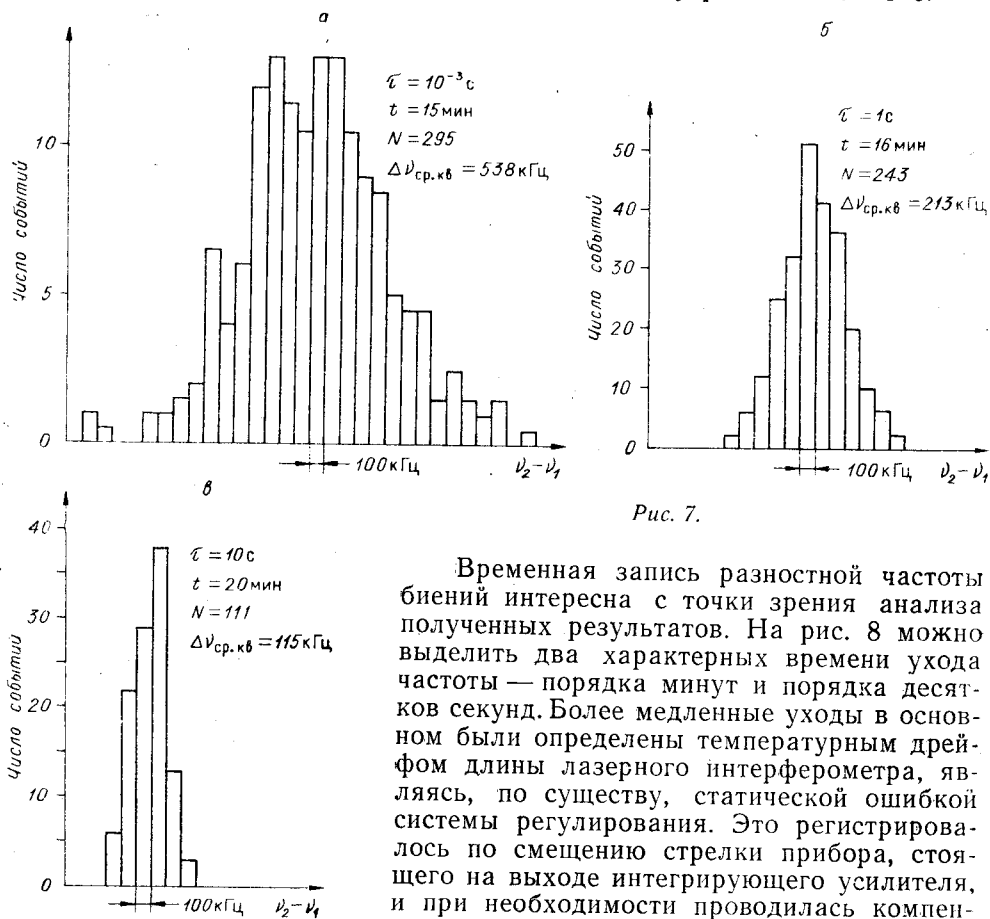 а
Число событий
10
5
0
τ = 10⁻³ с
t = 15 мин
N = 295
Δν ср.кв = 538 кГц
100 кГц ν₂–ν₁
б
Число событий
50
40
30
20
10
0
τ = 1с
t = 16 мин
N = 243
Δν ср.кв = 213 кГц
100 кГц ν₂–ν₁
в
Число событий
40
30
20
10
0
τ = 10 с
t = 20 мин
N = 111
Δν ср.кв = 115 кГц
100 кГц ν₂–ν₁
Рис. 7.
Временная запись разностной частоты
биений интересна с точки зрения анализа
полученных результатов. На рис. 8 можно
выделить два характерных времени ухода
частоты — порядка минут и порядка десят-
ков секунд. Более медленные уходы в основ-
ном были определены температурным дрей-
фом длины лазерного интерферометра, яв-
ляясь, по существу, статической ошибкой
системы регулирования. Это регистрирова-
лось по смещению стрелки прибора, стоя-
щего на выходе интегрирующего усилителя,
и при необходимости проводилась компен-